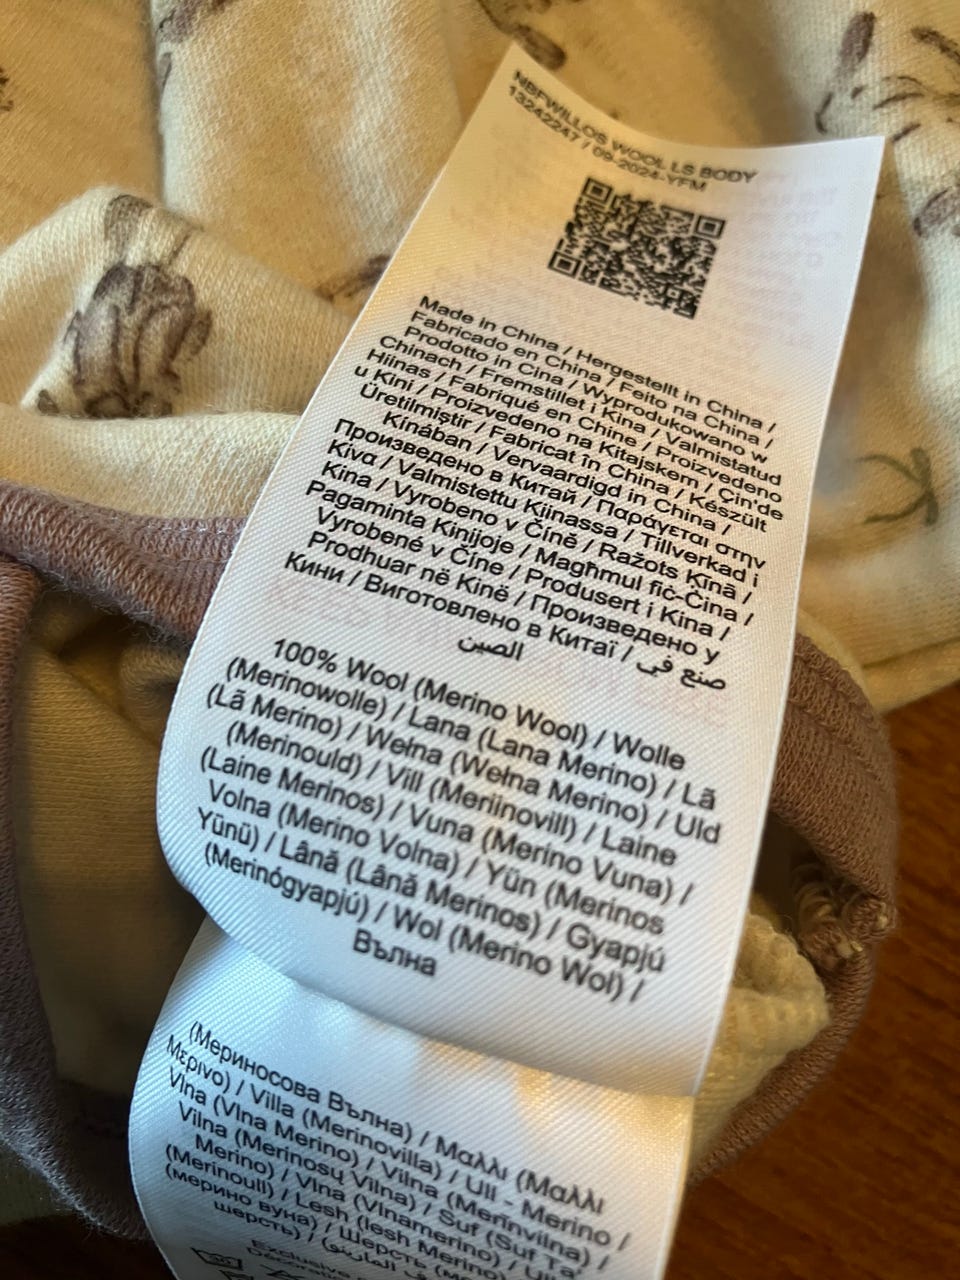 NBFWILLOS WOOL LS BODY
13242247 / 09-2024-YFM
Made in China / Hergestellt in China /
Fabricado en China / Feito na China /
Prodotto in Cina / Wyprodukowano w
Chinach / Fremstillet i Kina / Valmistatud
Hiinas / Fabriqué en Chine / Proizvedeno
u Kini / Proizvedeno na Kitajskem / Çin'de
Üretilmiştir / Fabricat în China / Készült
Kínában / Vervaardigd in China /
Произведено в Китай / Παράγεται στην
Κίνα / Valmistettu Kiinassa / Tillverkad i
Kina / Vyrobeno v Číně / Ražots Ķīnā /
Pagaminta Kinijoje / Magħmul fiċ-Ċina /
Vyrobené v Číne / Produsert i Kina /
Prodhuar në Kinë / Произведено у
Кини / Виготовлено в Китаї / صنع في
الصين
100% Wool (Merino Wool) / Wolle
(Merinowolle) / Lana (Lana Merino) / Lã
(Lã Merino) / Wełna (Wełna Merino) / Uld
(Merinould) / Vill (Meriinovill) / Laine
(Laine Merinos) / Vuna (Merino Vuna) /
Volna (Merino Volna) / Yün (Merinos
Yünü) / Lână (Lână Merinos) / Gyapjú
(Merinógyapjú) / Wol (Merino Wol) /
Вълна
(Мериносова Вълна) / Μαλλί (Μαλλί
Μερινο) / Villa (Merinovilla) / Ull - Merino /
Vlna (Vlna Merino) / Vilna (Merīnvilna) /
Vilna (Merinosų Vilna) / Suf (Suf Ta'
Merino) / Vlna (Vlnamerino) / Ull
(Merinoull) / Lesh (lesh Merino) /
(мерино вуна) / Шерсть
шерсть) /
Exclusive